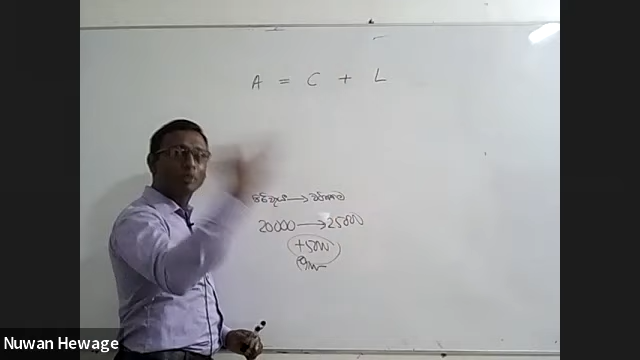 A = C + L
20000 → 25000
+5000
Nuwan Hewage